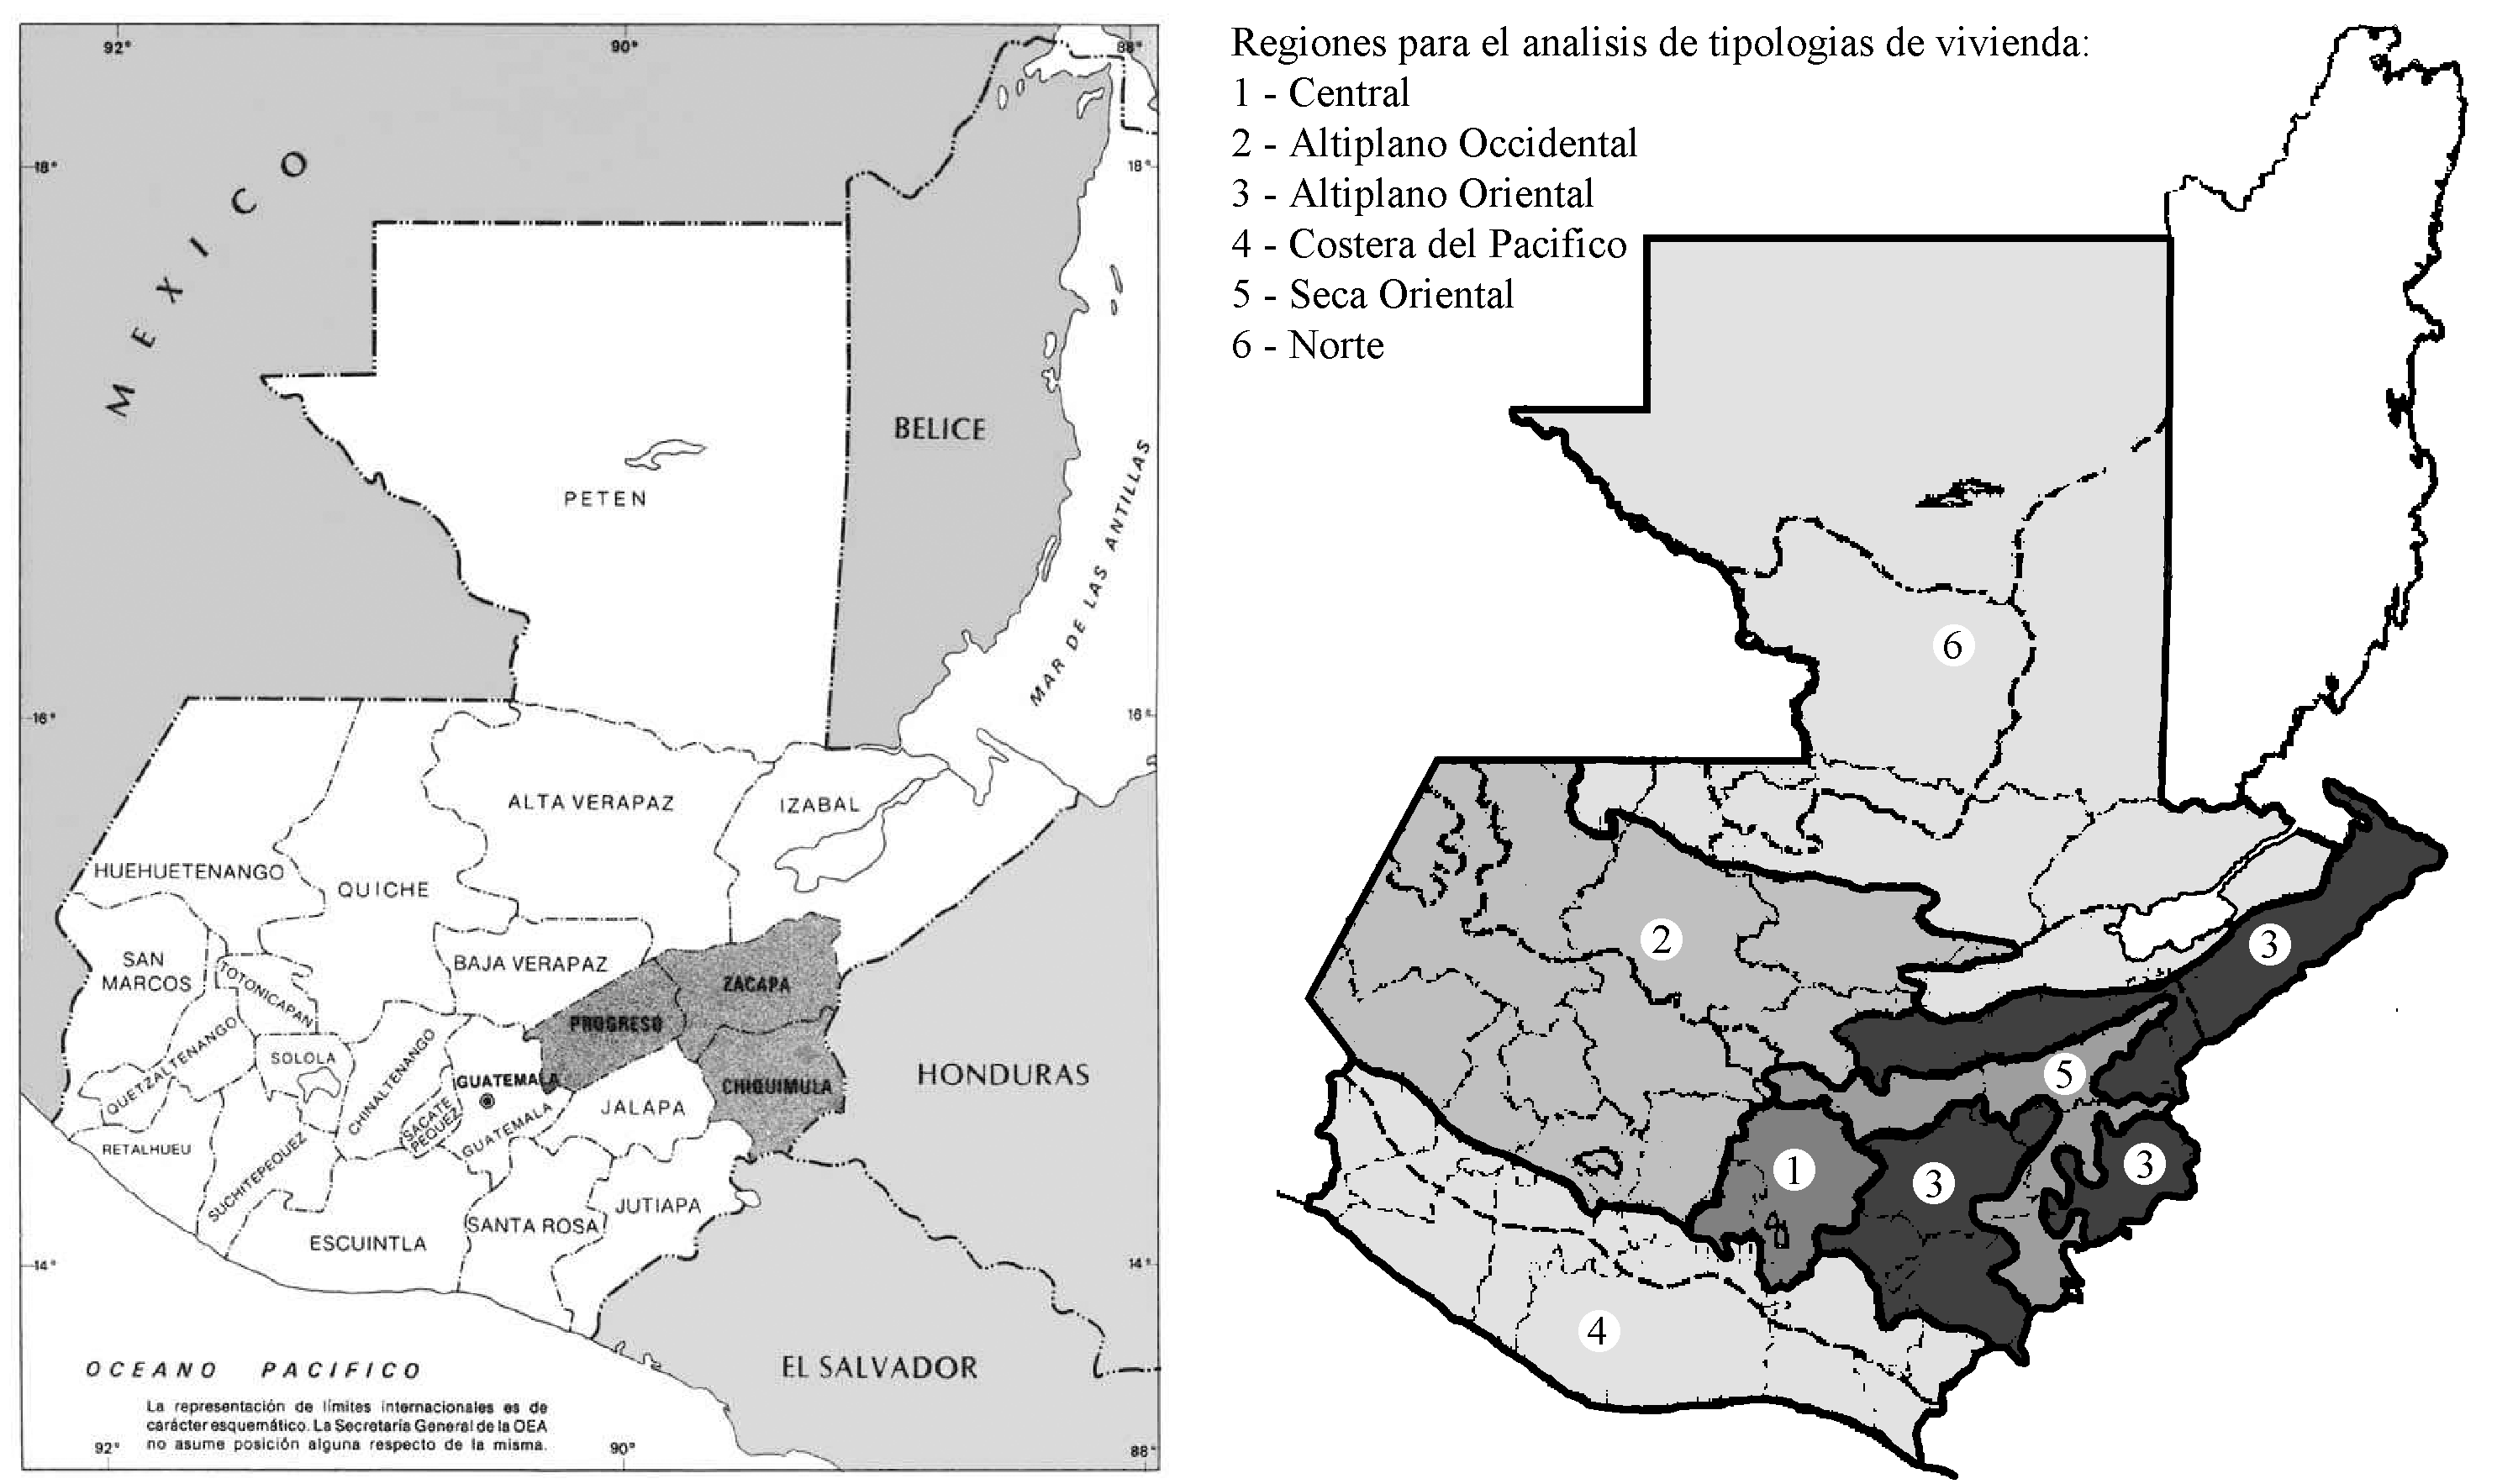 92°
90°
88°
18°
18°
MEXICO
BELICE
PETEN
MAR DE LAS ANTILLAS
16°
16°
ALTA VERAPAZ
IZABAL
HUEHUETENANGO
QUICHE
SAN
MARCOS
TOTONICAPAN
BAJA VERAPAZ
ZACAPA
PROGRESO
QUETZALTENANGO
SOLOLA
CHINALTENANGO
GUATEMALA
HONDURAS
CHIQUIMULA
SACATE
PEQUEZ
GUATEMALA
JALAPA
RETALHUEU
SUCHITEPEQUEZ
JUTIAPA
SANTA ROSA
ESCUINTLA
14°
14°
EL SALVADOR
OCEANO PACIFICO
La representación de límites internacionales es de
carácter esquemático. La Secretaría General de la OEA
no asume posición alguna respecto de la misma.
92°
90°
88°
Regiones para el analisis de tipologias de vivienda:
1 - Central
2 - Altiplano Occidental
3 - Altiplano Oriental
4 - Costera del Pacifico
5 - Seca Oriental
6 - Norte
6
2
3
5
1
3
3
4